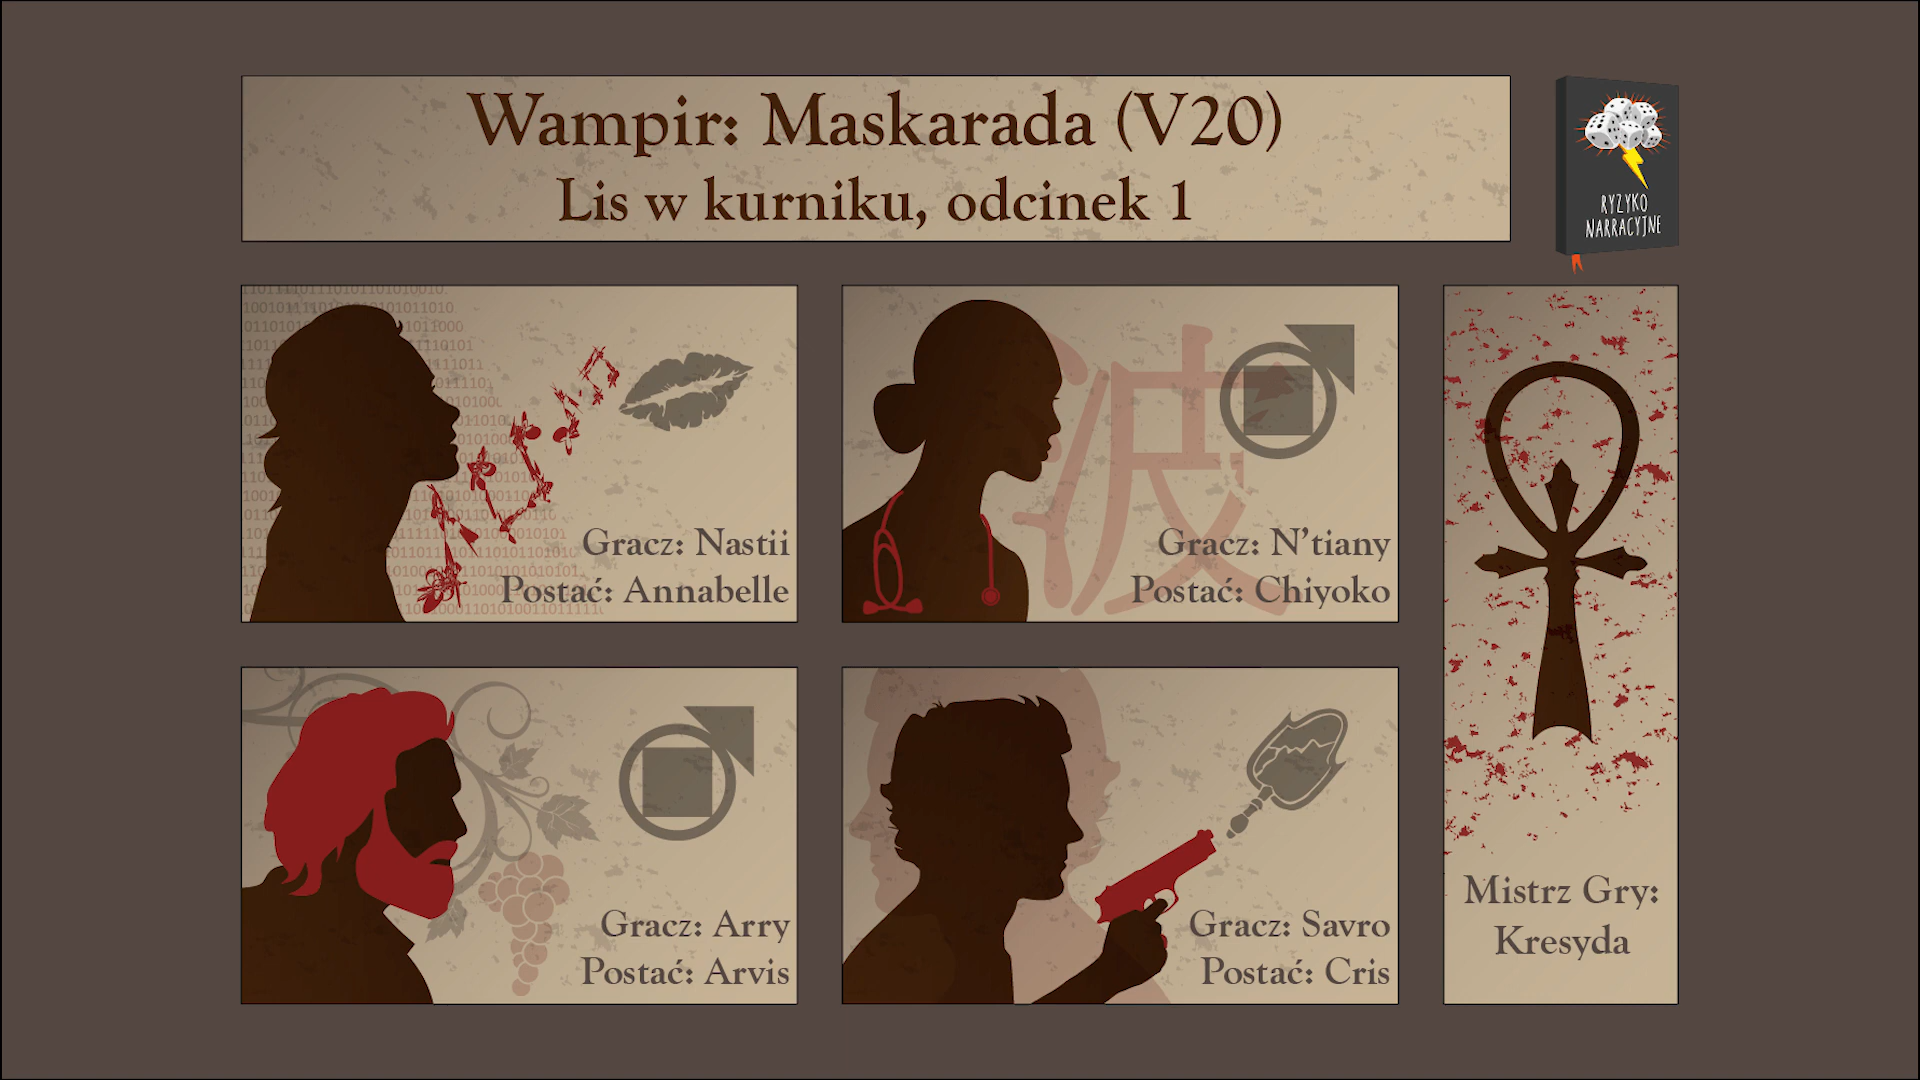 Wampir: Maskarada (V20)
Lis w kurniku, odcinek 1
RYZYKO
NARRACYJNE
Gracz: Nastii
Postać: Annabelle
波
Gracz: N'tiany
Postać: Chiyoko
Gracz: Arry
Postać: Arvis
Gracz: Savro
Postać: Cris
Mistrz Gry:
Kresyda